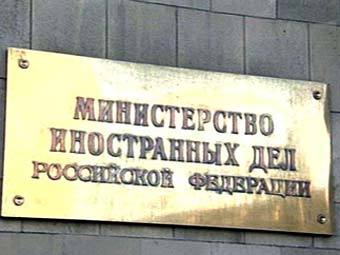 МИНИСТЕРСТВО
ИНОСТРАННЫХ ДЕЛ
РОССИЙСКОЙ ФЕДЕРАЦИИ